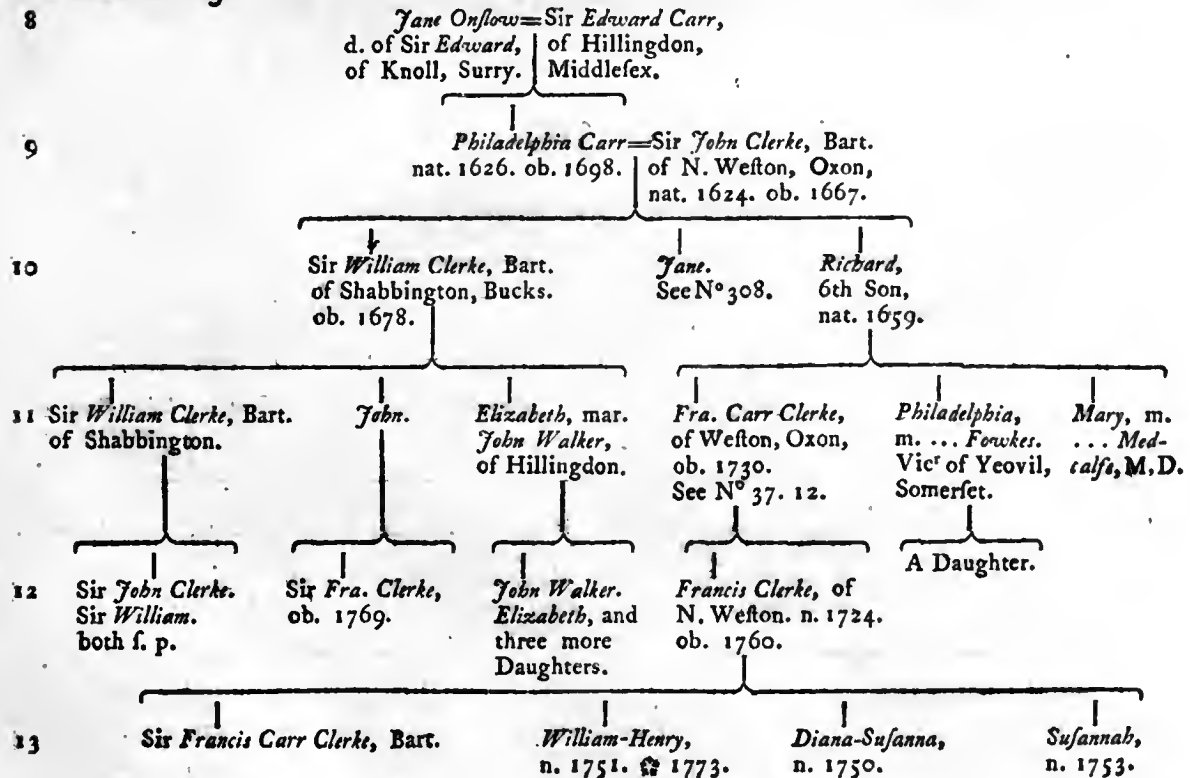 8
Jane Onſlow=Sir Edward Carr,
d. of Sir Edward, of Hillingdon,
of Knoll, Surry. Middleſex.
9
Philadelphia Carr=Sir John Clerke, Bart.
nat. 1626. ob. 1698. of N. Weſton, Oxon,
nat. 1624. ob. 1667.
10
Sir William Clerke, Bart.
of Shabbington, Bucks.
ob. 1678.
Jane.
See No 308.
Richard,
6th Son,
nat. 1659.
11
Sir William Clerke, Bart.
of Shabbington.
John.
Elizabeth, mar.
John Walker,
of Hillingdon.
Fra. Carr Clerke,
of Weſton, Oxon,
ob. 1730.
See No 37. 12.
Philadelphia,
m. ... Fowkes.
Vicr of Yeovil,
Somerſet.
Mary, m.
... Med-
calfe, M.D.
12
Sir John Clerke.
Sir William.
both ſ. p.
Sir Fra. Clerke,
ob. 1769.
John Walker.
Elizabeth, and
three more
Daughters.
Francis Clerke, of
N. Weſton. n. 1724.
ob. 1760.
A Daughter.
13
Sir Francis Carr Clerke, Bart.
William-Henry,
n. 1751. 1773.
Diana-Suſanna,
n. 1750.
Suſannah,
n. 1753.